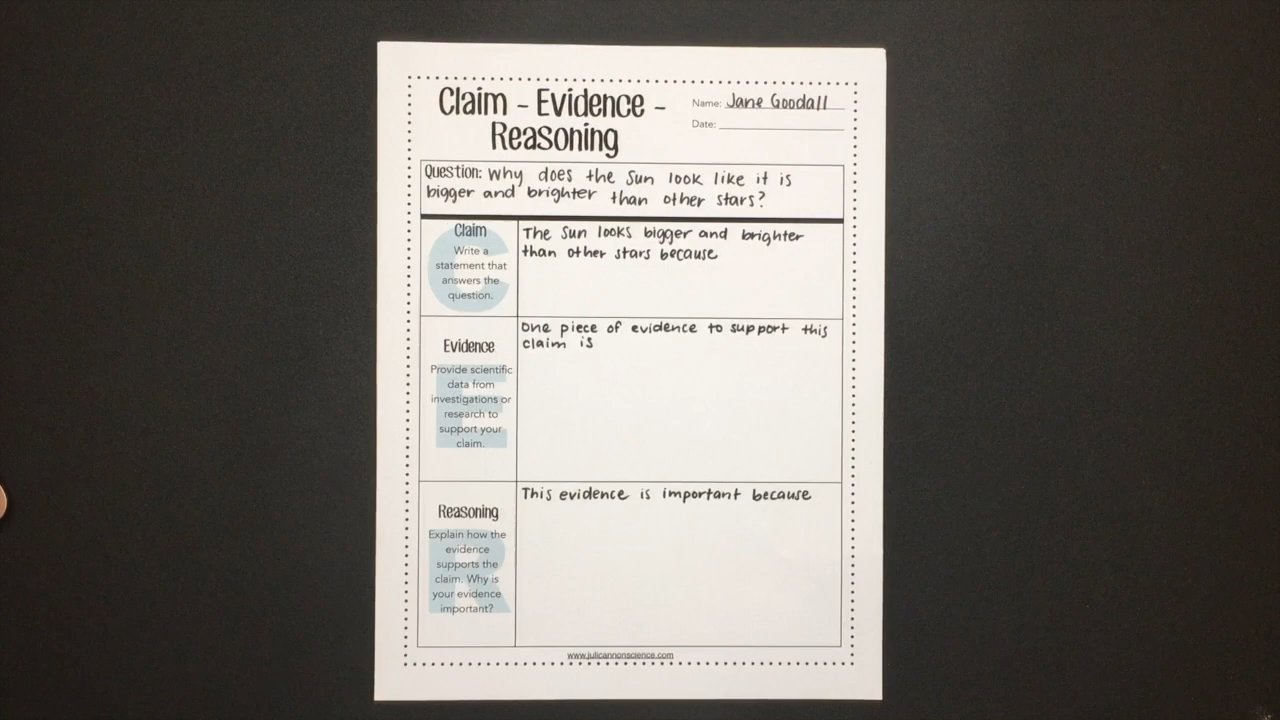 Claim - Evidence -
Reasoning
Name: Jane Goodall
Date:
Question: Why does the Sun look like it is
bigger and brighter than other stars?
Claim
Write a
statement that
answers the
question.
The Sun looks bigger and brighter
than other stars because
Evidence
Provide scientific
data from
investigations or
research to
support your
claim.
One piece of evidence to support this
claim is
Reasoning
Explain how the
evidence
supports the
claim. Why is
your evidence
important?
This evidence is important because
www.julicannonscience.com